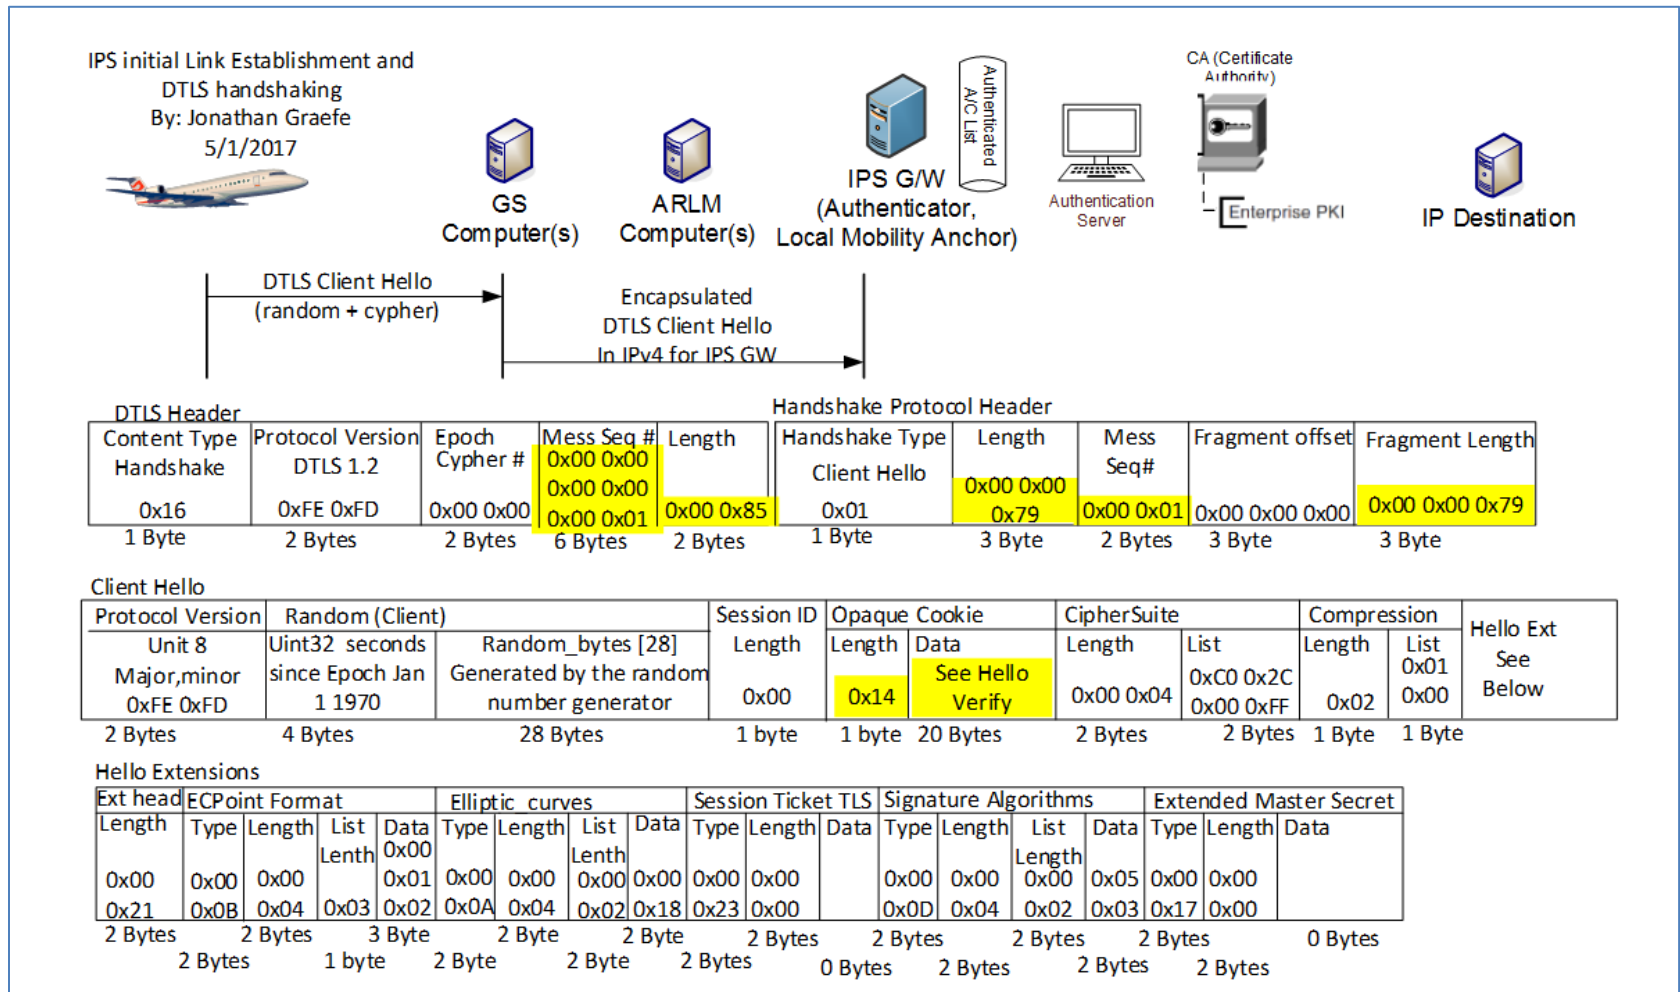 IPS initial Link Establishment and
DTLS handshaking
By: Jonathan Graefe
5/1/2017
GS
Computer(s)
ARLM
Computer(s)
IPS G/W
(Authenticator,
Local Mobility Anchor)
Authenticated
A/C List
Authentication
Server
CA (Certificate
Authority)
Enterprise PKI
IP Destination
DTLS Client Hello
(random + cypher)
Encapsulated
DTLS Client Hello
In IPv4 for IPS GW
DTLS Header
Content Type
Handshake
0x16
1 Byte
Protocol Version
DTLS 1.2
0xFE 0xFD
2 Bytes
Epoch
Cypher #
0x00 0x00
2 Bytes
Mess Seq #
0x00 0x00
0x00 0x00
0x00 0x01
6 Bytes
Length
0x00 0x85
2 Bytes
Handshake Protocol Header
Handshake Type
Client Hello
0x01
1 Byte
Length
0x00 0x00
0x79
3 Byte
Mess
Seq#
0x00 0x01
2 Bytes
Fragment offset
0x00 0x00 0x00
3 Byte
Fragment Length
0x00 0x00 0x79
3 Byte
Client Hello
Protocol Version
Unit 8
Major,minor
0xFE 0xFD
2 Bytes
Random (Client)
Uint32 seconds
since Epoch Jan
1 1970
4 Bytes
Random_bytes [28]
Generated by the random
number generator
28 Bytes
Session ID
Length
0x00
1 byte
Opaque Cookie
Length
0x14
1 byte
Data
See Hello
Verify
20 Bytes
CipherSuite
Length
0x00 0x04
2 Bytes
List
0xC0 0x2C
0x00 0xFF
2 Bytes
Compression
Length
0x02
1 Byte
List
0x01
0x00
1 Byte
Hello Ext
See
Below
Hello Extensions
Ext head
Length
0x00
0x21
2 Bytes
ECPoint Format
Type
0x00
0x0B
2 Bytes
Length
0x00
0x04
2 Bytes
List
Lenth
0x03
1 byte
Data
0x00
0x01
0x02
3 Byte
Elliptic_curves
Type
0x00
0x0A
2 Byte
Length
0x00
0x04
2 Byte
List
Lenth
0x00
0x02
2 Byte
Data
0x00
0x18
2 Byte
Session Ticket TLS
Type
0x00
0x23
2 Bytes
Length
0x00
0x00
2 Bytes
Data
0 Bytes
Signature Algorithms
Type
0x00
0x0D
2 Bytes
Length
0x00
0x04
2 Bytes
List
Length
0x00
0x02
2 Bytes
Data
0x05
0x03
2 Bytes
Extended Master Secret
Type
0x00
0x17
2 Bytes
Length
0x00
0x00
2 Bytes
Data
0 Bytes